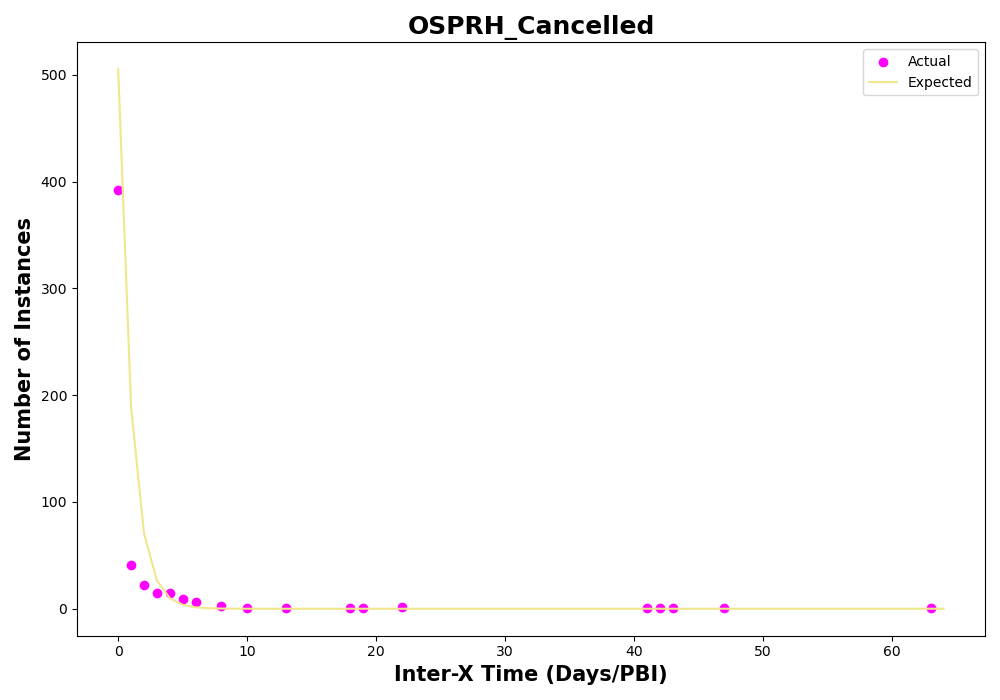 OSPRH_Cancelled
Actual
Expected
Number of Instances
500
400
300
200
100
0
0 10 20 30 40 50 60
Inter-X Time (Days/PBI)